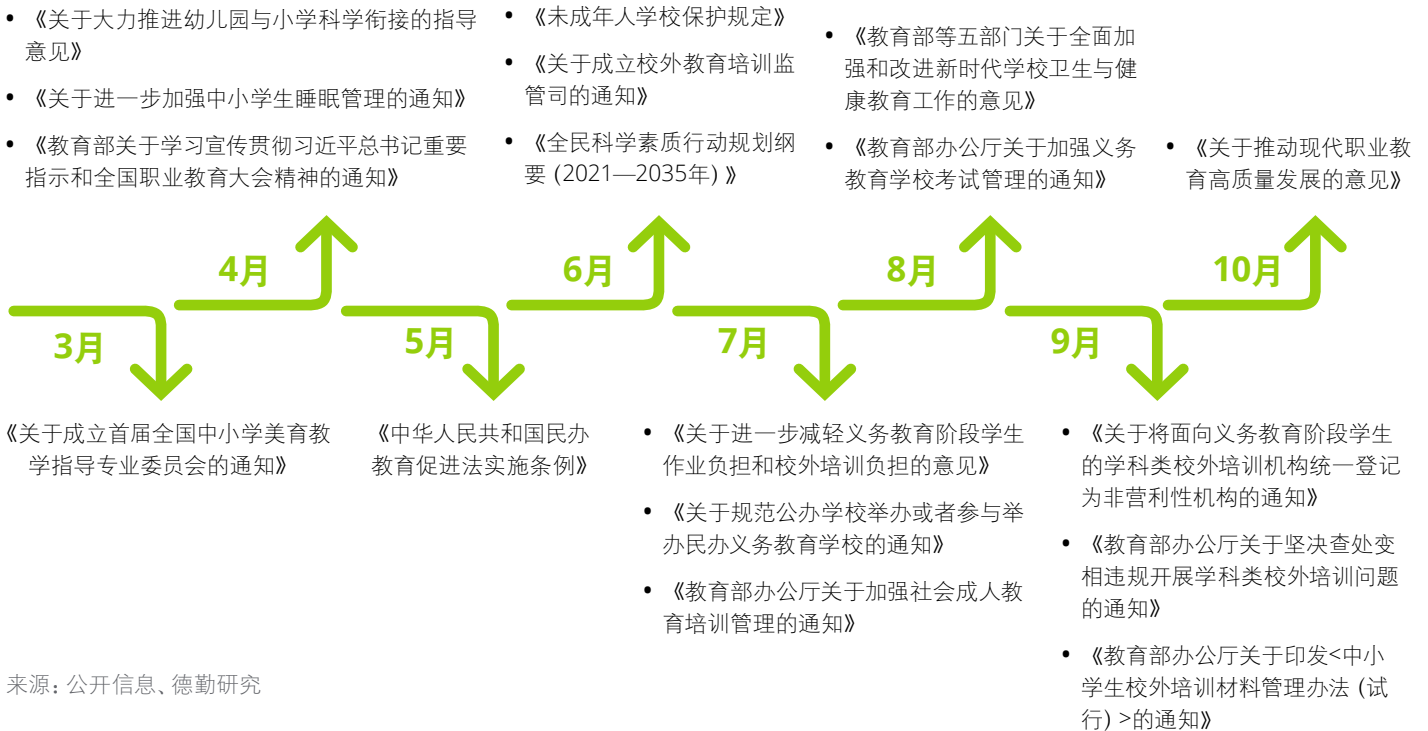 • 《关于大力推进幼儿园与小学科学衔接的指导
意见》
• 《关于进一步加强中小学生睡眠管理的通知》
• 《教育部关于学习宣传贯彻习近平总书记重要
指示和全国职业教育大会精神的通知》
• 《未成年人学校保护规定》
• 《关于成立校外教育培训监
管司的通知》
• 《全民科学素质行动规划纲
要 (2021—2035年) 》
• 《教育部等五部门关于全面加
强和改进新时代学校卫生与健
康教育工作的意见》
• 《教育部办公厅关于加强义务
教育学校考试管理的通知》
• 《关于推动现代职业教
育高质量发展的意见》
4月
6月
8月
10月
3月
5月
7月
9月
《关于成立首届全国中小学美育教
学指导专业委员会的通知》
《中华人民共和国民办
教育促进法实施条例》
• 《关于进一步减轻义务教育阶段学生
作业负担和校外培训负担的意见》
• 《关于规范公办学校举办或者参与举
办民办义务教育学校的通知》
• 《教育部办公厅关于加强社会成人教
育培训管理的通知》
• 《关于将面向义务教育阶段学生
的学科类校外培训机构统一登记
为非营利性机构的通知》
• 《教育部办公厅关于坚决查处变
相违规开展学科类校外培训问题
的通知》
• 《教育部办公厅关于印发<中小
学生校外培训材料管理办法 (试
行) >的通知》
来源: 公开信息、德勤研究